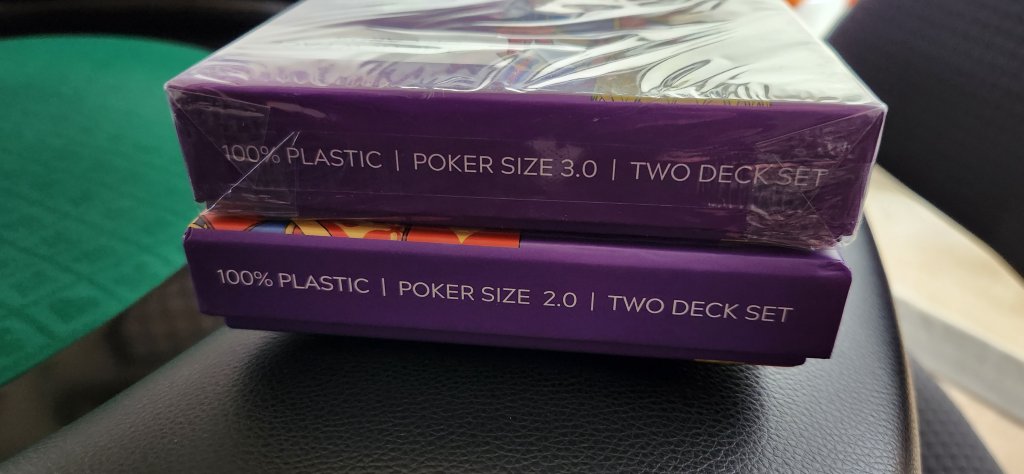 100% PLASTIC | POKER SIZE 3.0 | TWO DECK SET
100% PLASTIC | POKER SIZE 2.0 | TWO DECK SET